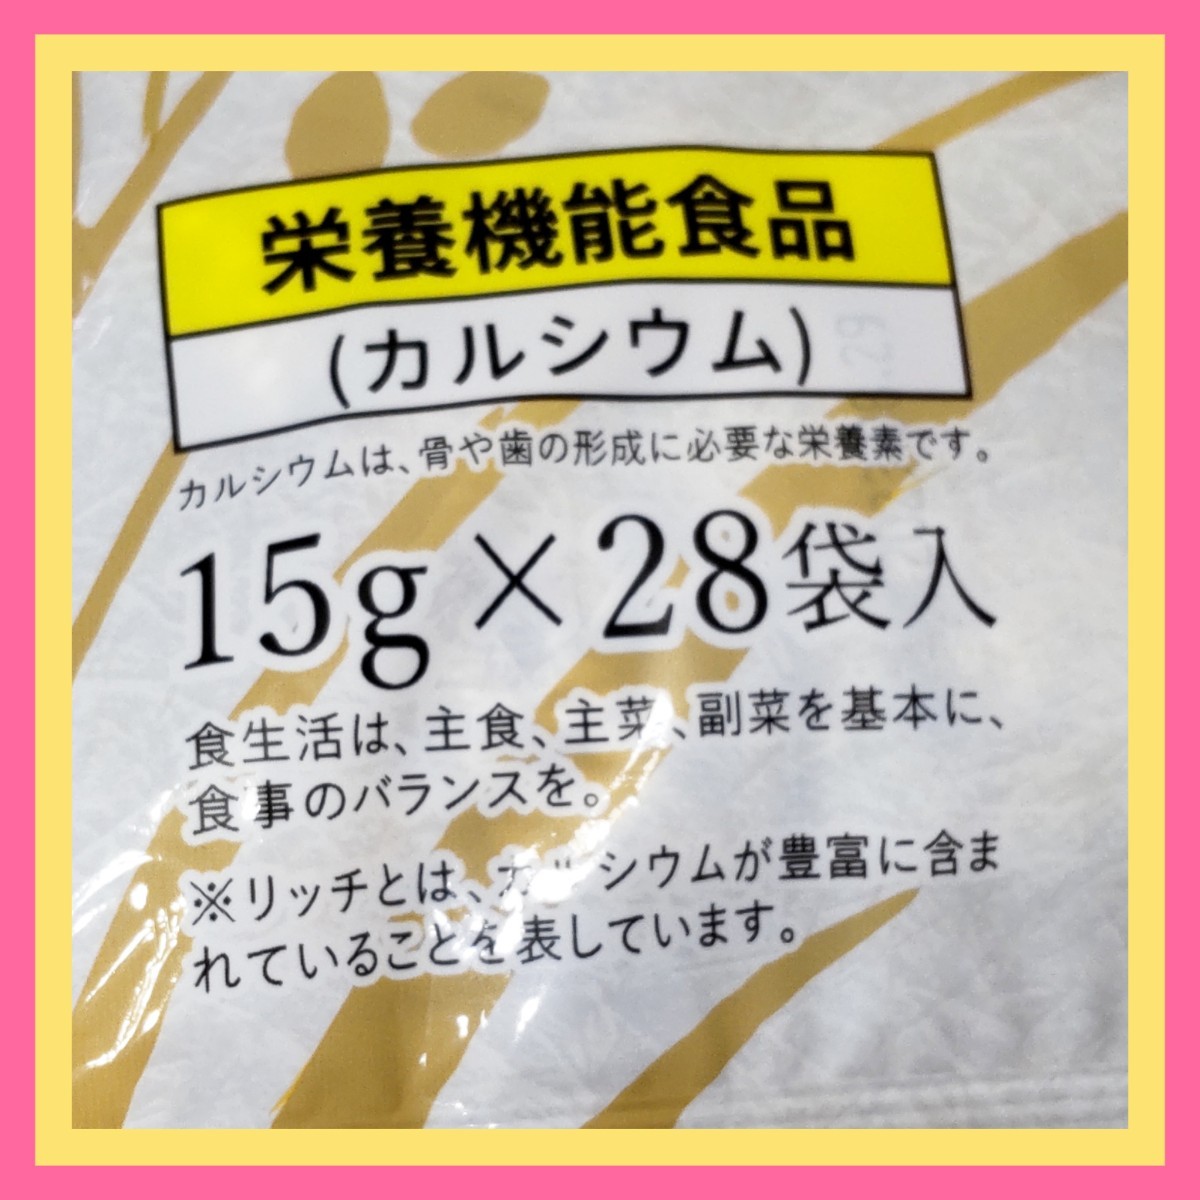 栄養機能食品
(カルシウム)
カルシウムは、骨や歯の形成に必要な栄養素です。
15g×28袋入
食生活は、主食、主菜、副菜を基本に、
食事のバランスを。
※リッチとは、カルシウムが豊富に含ま
れていることを表しています。